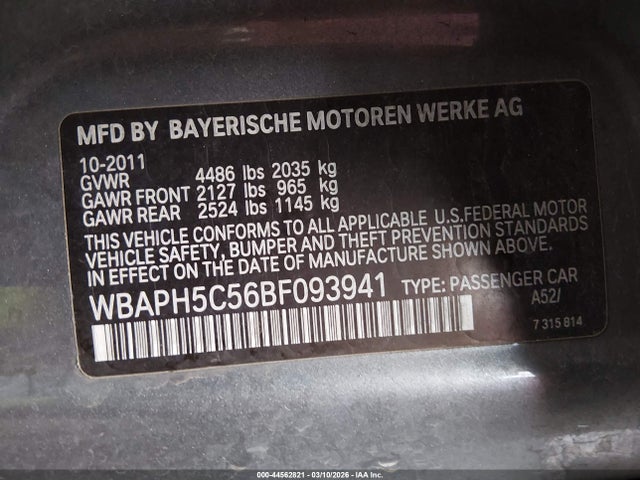 MFD BY BAYERISCHE MOTOREN WERKE AG
10-2011
GVWR 4486 lbs 2035 kg
GAWR FRONT 2127 lbs 965 kg
GAWR REAR 2524 lbs 1145 kg
THIS VEHICLE CONFORMS TO ALL APPLICABLE U.S.FEDERAL MOTOR
VEHICLE SAFETY, BUMPER AND THEFT PREVENTION STANDARDS
IN EFFECT ON THE DATE OF MANUFACTURE SHOWN ABOVE.
WBAPH5C56BF093941 TYPE: PASSENGER CAR
A52/
7 315 814
000-44562821 - 03/10/2026 - © IAA.com